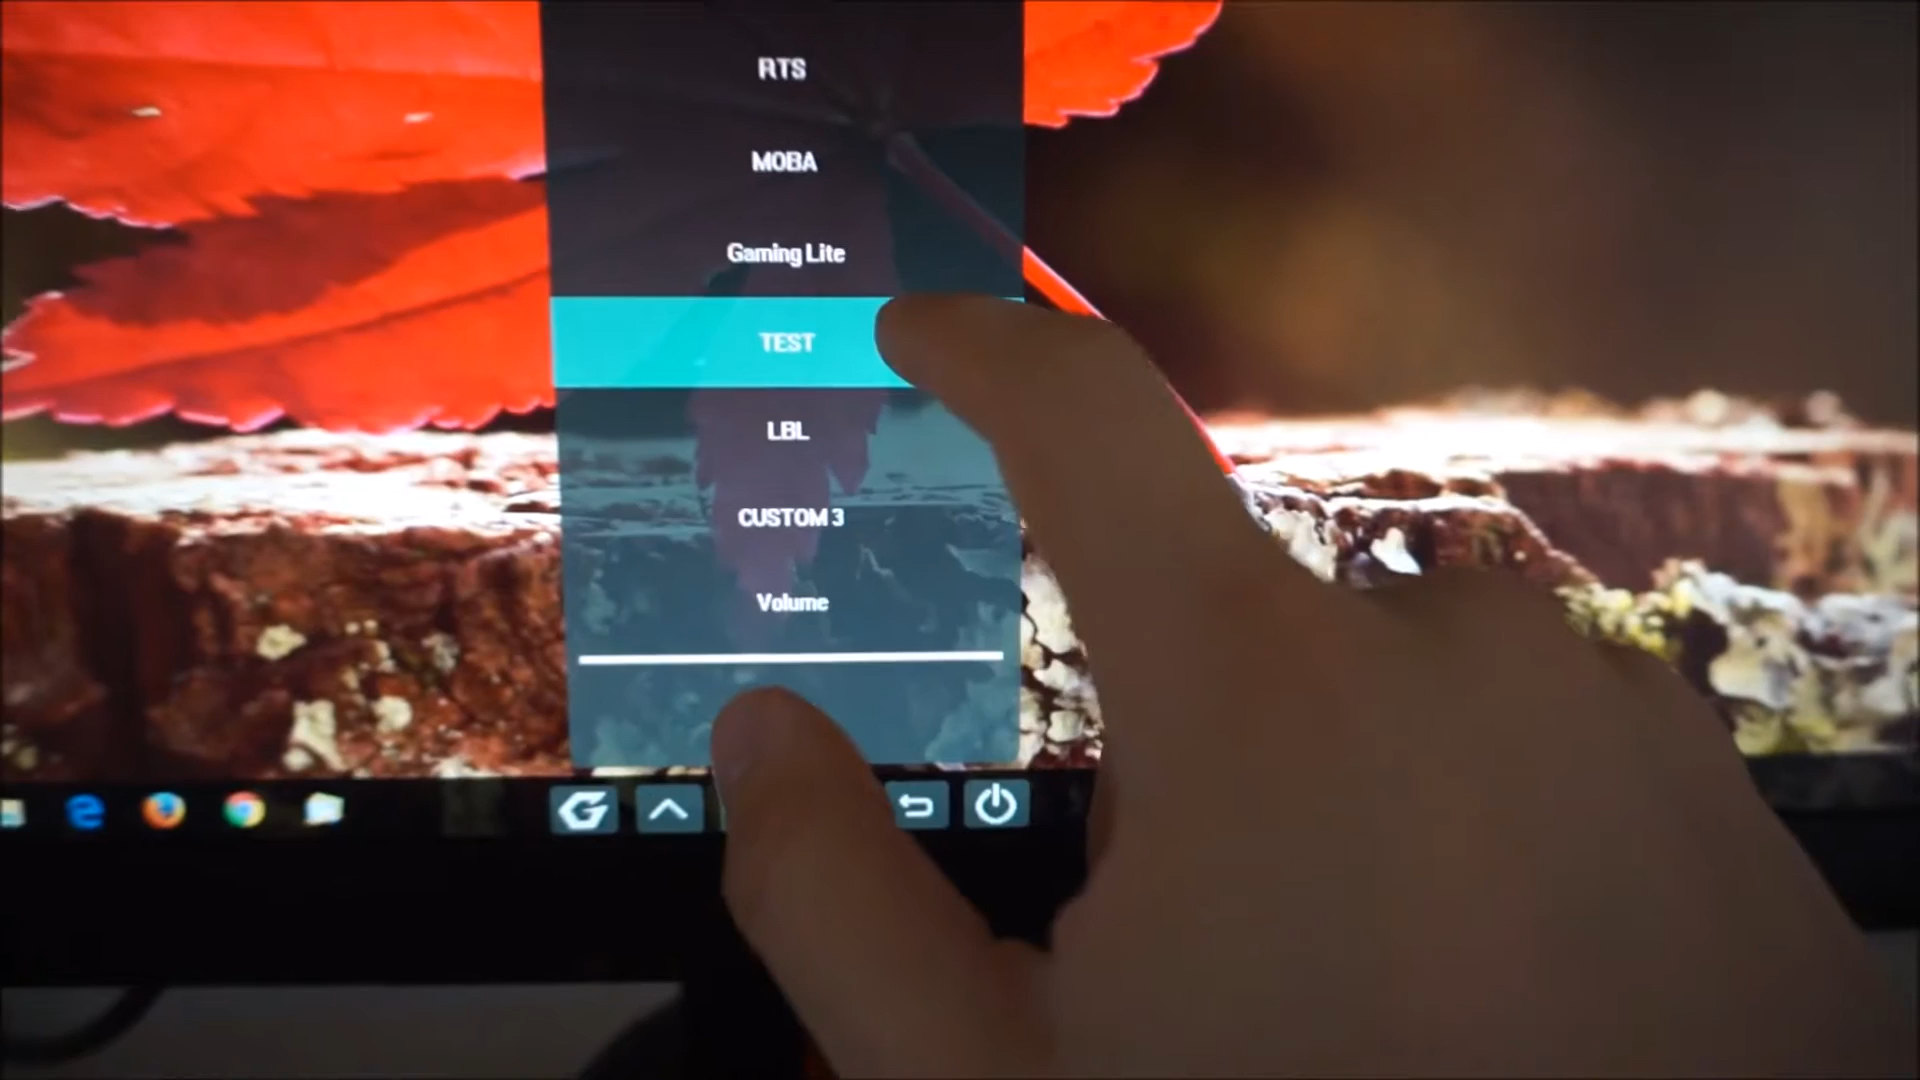 RTS
MOBA
Gaming Lite
TEST
LBL
CUSTOM 3
Volume